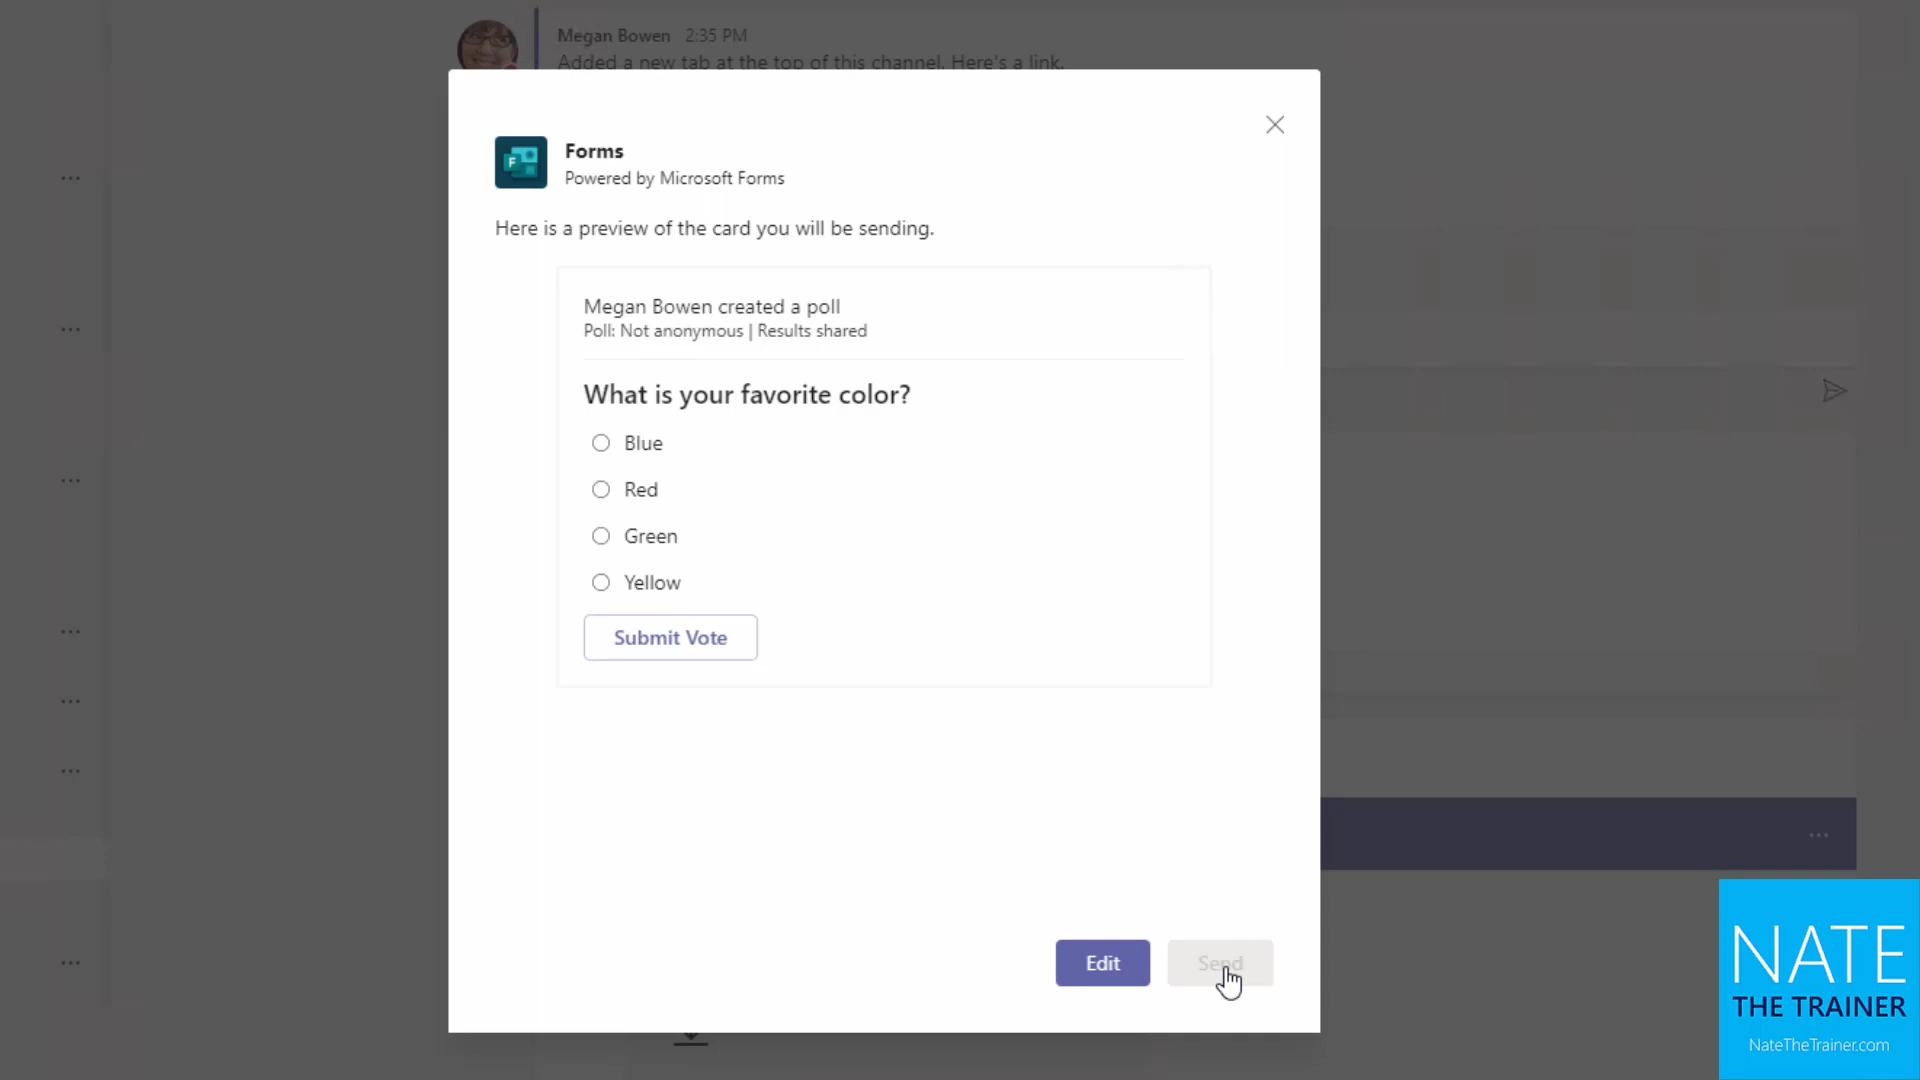 Megan Bowen 2:35 PM
Added a new tab at the top of this channel. Here's a link.
Forms
Powered by Microsoft Forms
Here is a preview of the card you will be sending.
Megan Bowen created a poll
Poll: Not anonymous | Results shared
What is your favorite color?
Blue
Red
Green
Yellow
Submit Vote
Edit
Send
NATE
THE TRAINER
NateTheTrainer.com